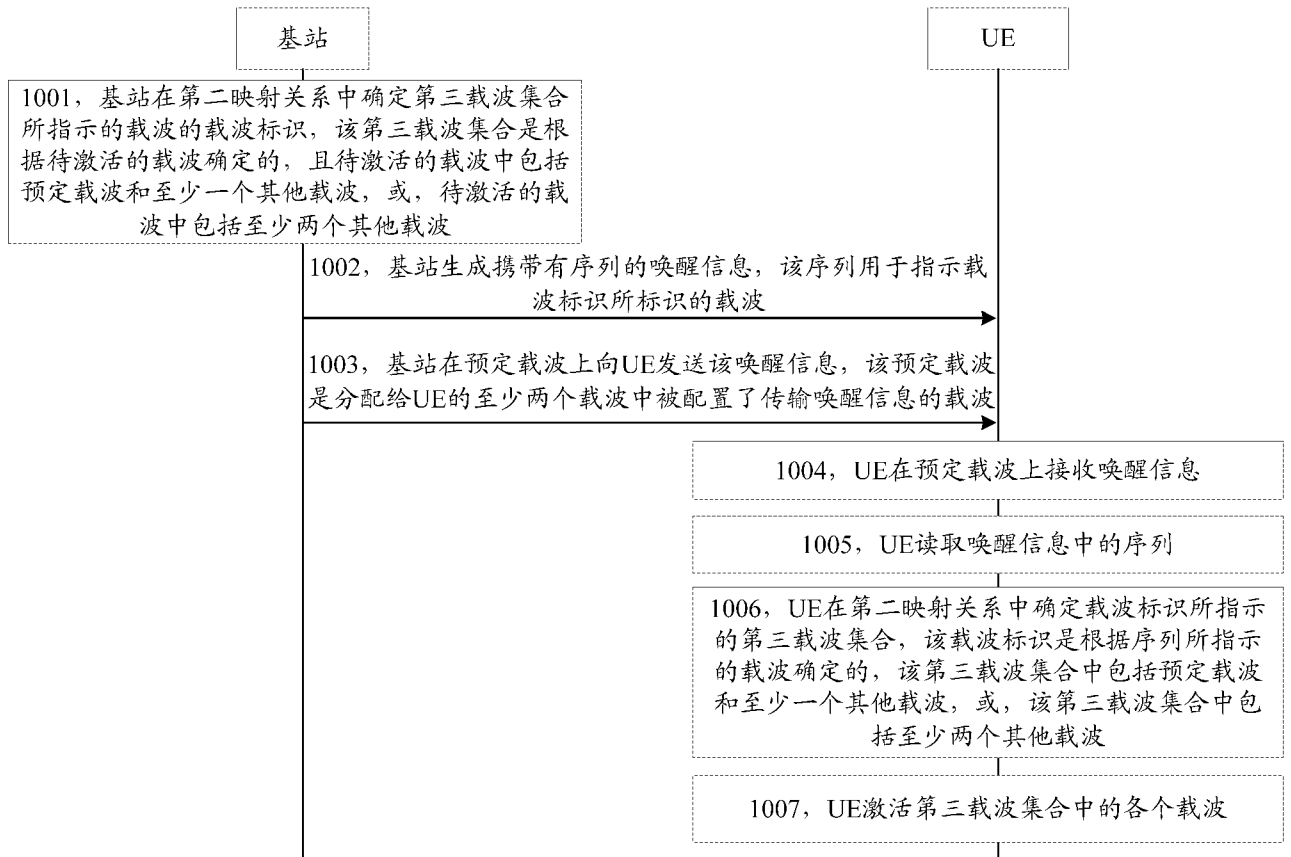 基站
UE
1001，基站在第二映射关系中确定第三载波集合
所指示的载波的载波标识，该第三载波集合是根
据待激活的载波确定的，且待激活的载波中包括
预定载波和至少一个其他载波，或，待激活的载
波中包括至少两个其他载波
1002，基站生成携带有序列的唤醒信息，该序列用于指示载
波标识所标识的载波
1003，基站在预定载波上向UE发送该唤醒信息，该预定载波
是分配给UE的至少两个载波中被配置了传输唤醒信息的载波
1004，UE在预定载波上接收唤醒信息
1005，UE读取唤醒信息中的序列
1006，UE在第二映射关系中确定载波标识所指示
的第三载波集合，该载波标识是根据序列所指示
的载波确定的，该第三载波集合中包括预定载波
和至少一个其他载波，或，该第三载波集合中包
括至少两个其他载波
1007，UE激活第三载波集合中的各个载波